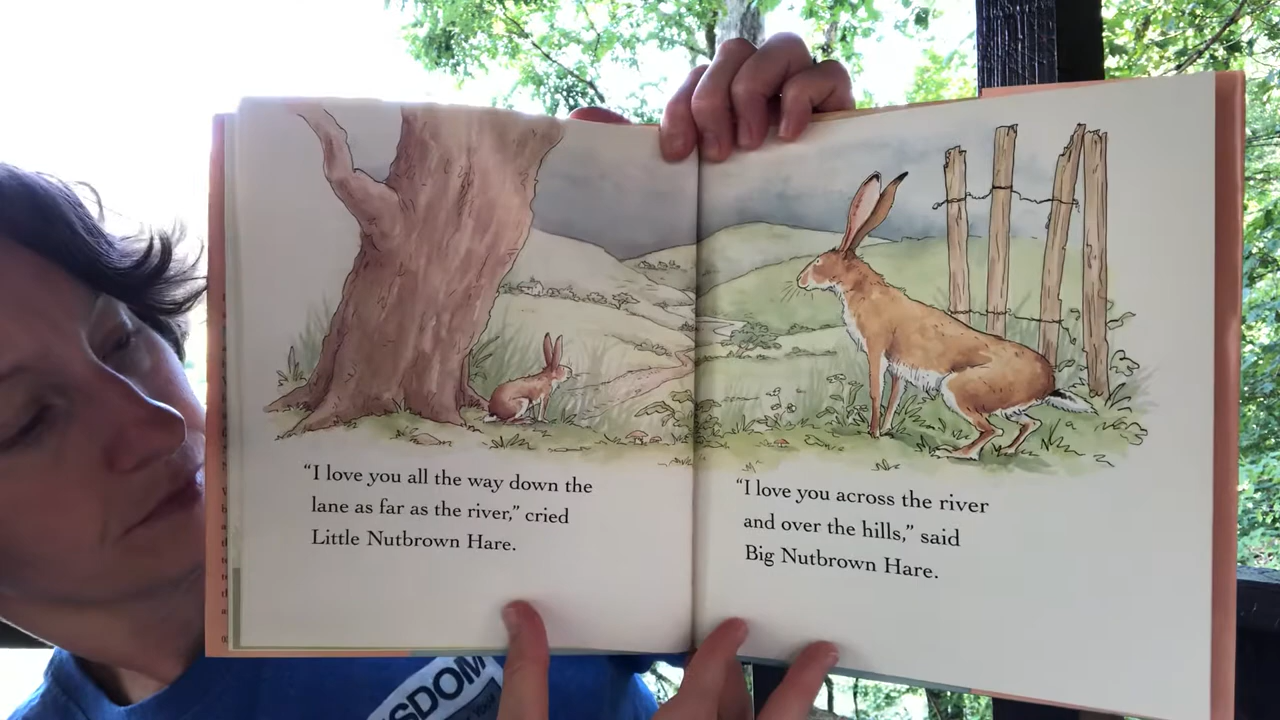 “I love you all the way down the
lane as far as the river,” cried
Little Nutbrown Hare.
“I love you across the river
and over the hills,” said
Big Nutbrown Hare.